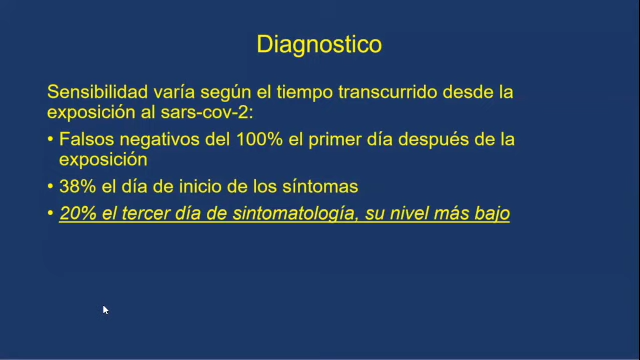 Diagnostico
Sensibilidad varía según el tiempo transcurrido desde la
exposición al sars-cov-2:
• Falsos negativos del 100% el primer día después de la
exposición
• 38% el día de inicio de los síntomas
• 20% el tercer día de sintomatología, su nivel más bajo